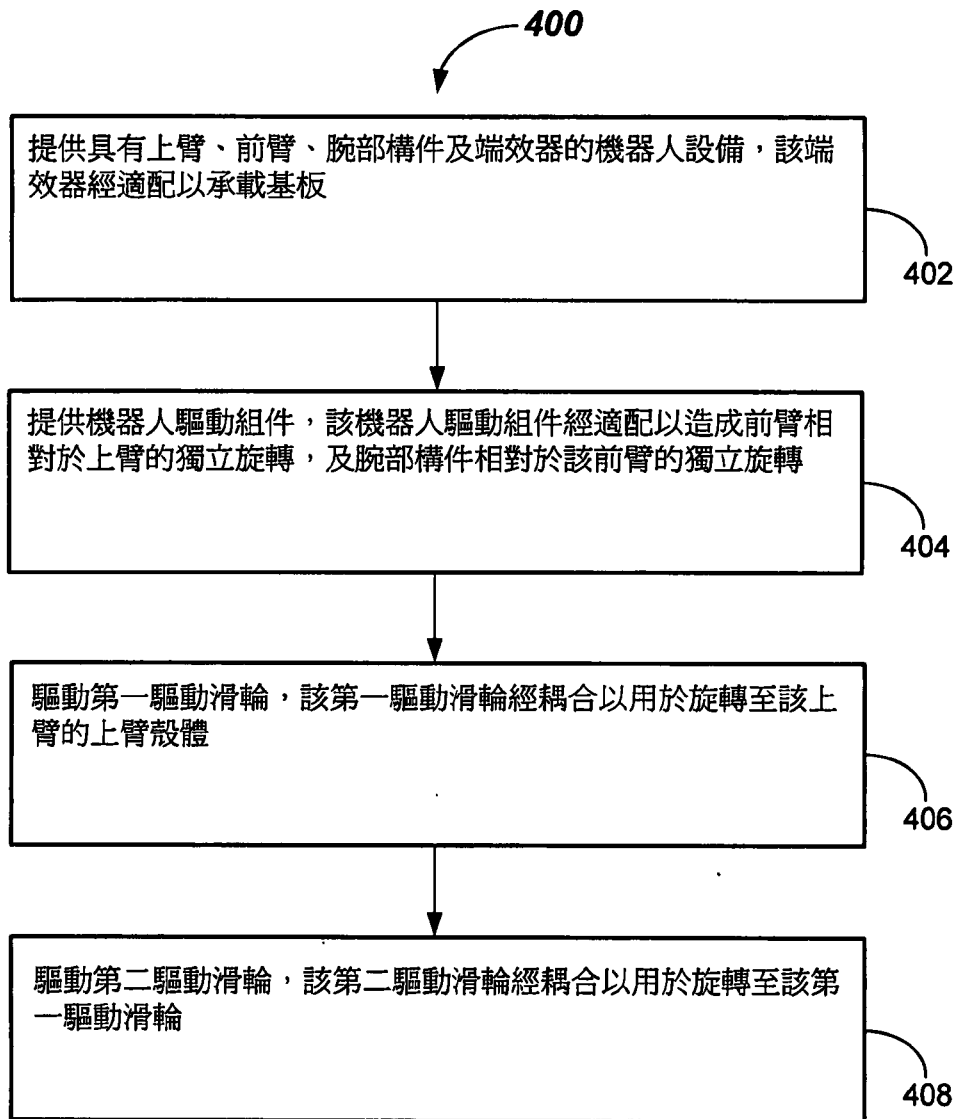 400
提供具有上臂、前臂、腕部構件及端效器的機器人設備，該端
效器經適配以承載基板
402
提供機器人驅動組件，該機器人驅動組件經適配以造成前臂相
對於上臂的獨立旋轉，及腕部構件相對於該前臂的獨立旋轉
404
驅動第一驅動滑輪，該第一驅動滑輪經耦合以用於旋轉至該上
臂的上臂殼體
406
驅動第二驅動滑輪，該第二驅動滑輪經耦合以用於旋轉至該第
一驅動滑輪
408